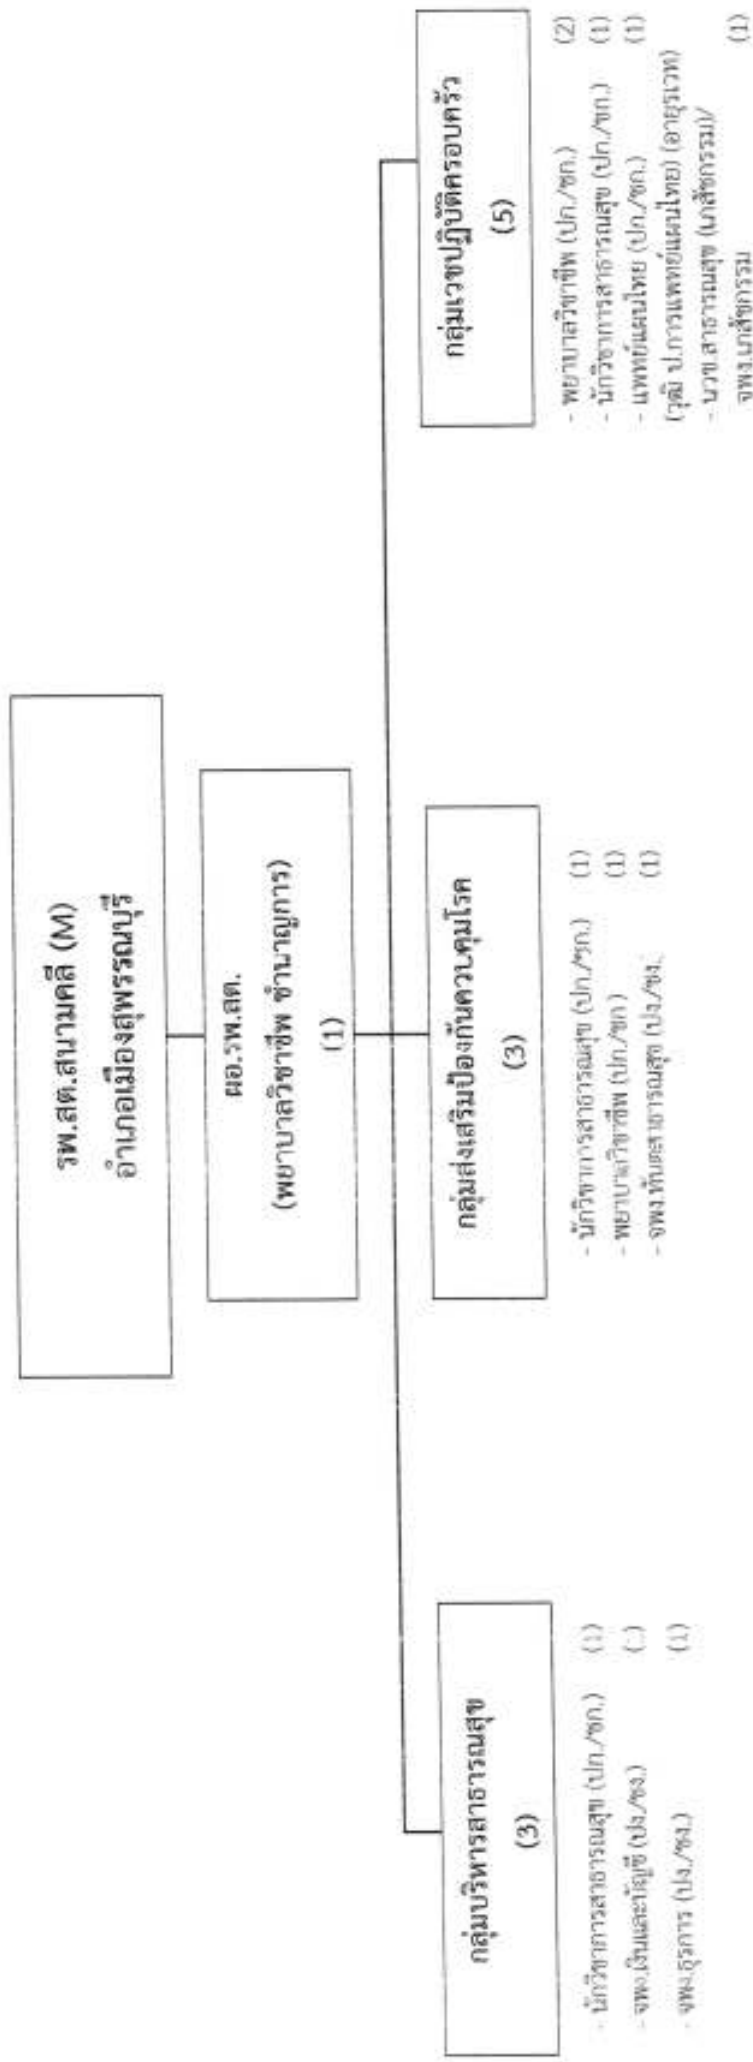 รพ.สต.สนามคลี (M)
อำเภอเมืองสุพรรณบุรี
ผอ.รพ.สต.
(พยาบาลวิชาชีพ ชำนาญการ)
(1)
กลุ่มบริหารสาธารณสุข
(3)
- นักวิชาการสาธารณสุข (ปก./ชก.) (1)
- จพง.เงินและบัญชี (ปง./ชง.)
- จพง.ธุรการ (ปง./ชง.) (1)
กลุ่มส่งเสริมป้องกันควบคุมโรค
(3)
- นักวิชาการสาธารณสุข (ปก./ชก.) (1)
- พยาบาลวิชาชีพ (ปก./ชก) (1)
- จพง.ทันตสาธารณสุข (ปง./ชง. (1)
กลุ่มเวชปฏิบัติครอบครัว
(5)
- พยาบาลวิชาชีพ (ปก./ชก.) (2)
- นักวิชาการสาธารณสุข (ปก./ชก.) (1)
- แพทย์แผนไทย (ปก./ชก.) (1)
(วุฒิ ป.การแพทย์แผนไทย) (อายุรเวท)
- นวช.สาธารณสุข (เภสัชกรรม)/
จพง.เภสัชกรรม (1)